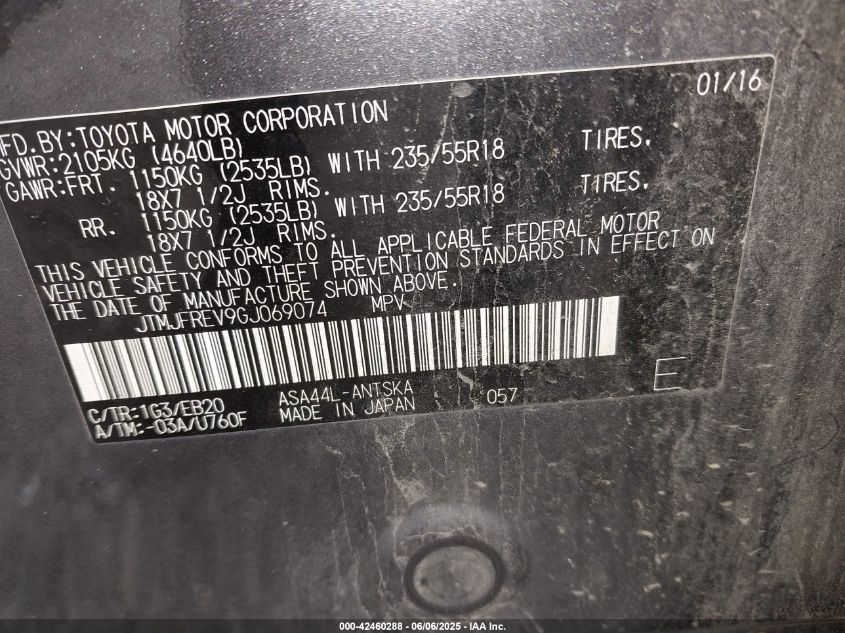 01/16
MFD.BY:TOYOTA MOTOR CORPORATION
GVWR:2105KG (4640LB)
GAWR:FRT. 1150KG (2535LB) WITH 235/55R18 TIRES.
18X7 1/2J RIMS.
RR. 1150KG (2535LB) WITH 235/55R18 TIRES.
18X7 1/2J RIMS.
THIS VEHICLE CONFORMS TO ALL APPLICABLE FEDERAL MOTOR
VEHICLE SAFETY AND THEFT PREVENTION STANDARDS IN EFFECT ON
THE DATE OF MANUFACTURE SHOWN ABOVE.
JTMJFREV9GJ069074 MPV
C/TR:1G3/EB20 ASA44L-ANTSKA 057 E
A/TM:-03A/U760F MADE IN JAPAN
000-42460288 - 06/06/2025 - IAA Inc.